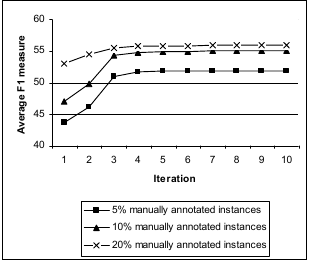 60
55
50
45
40
Average F1 measure
1 2 3 4 5 6 7 8 9 10
Iteration
5% manually annotated instances
10% manually annotated instances
20% manually annotated instances